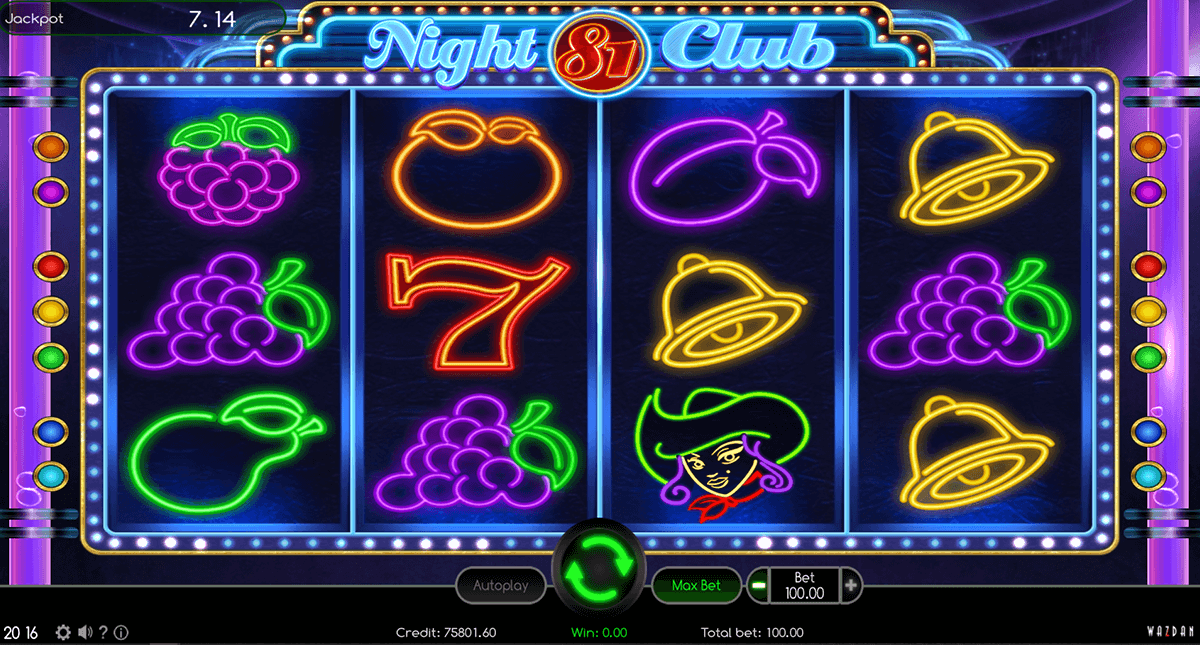 Jackpot 7.14
Night 81 Club
7
Autoplay
Max Bet
Bet
100.00
20 16
Credit: 75801.60
Win: 0.00
Total bet: 100.00
WAZDAN